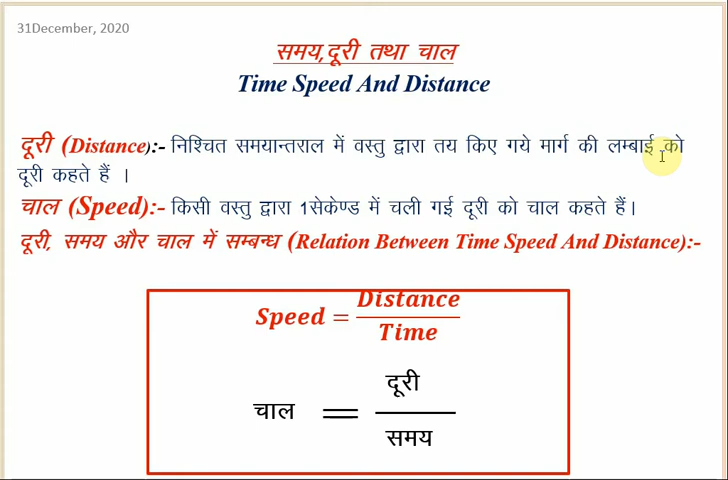 31December, 2020
समय,दूरी तथा चाल
Time Speed And Distance
दूरी (Distance):- निश्चित समयान्तराल में वस्तु द्वारा तय किए गये मार्ग की लम्बाई को
दूरी कहते हैं ।
चाल (Speed):- किसी वस्तु द्वारा 1सेकेण्ड में चली गई दूरी को चाल कहते हैं।
दूरी, समय और चाल में सम्बन्ध (Relation Between Time Speed And Distance):-
Speed = Distance
Time
चाल = दूरी
समय